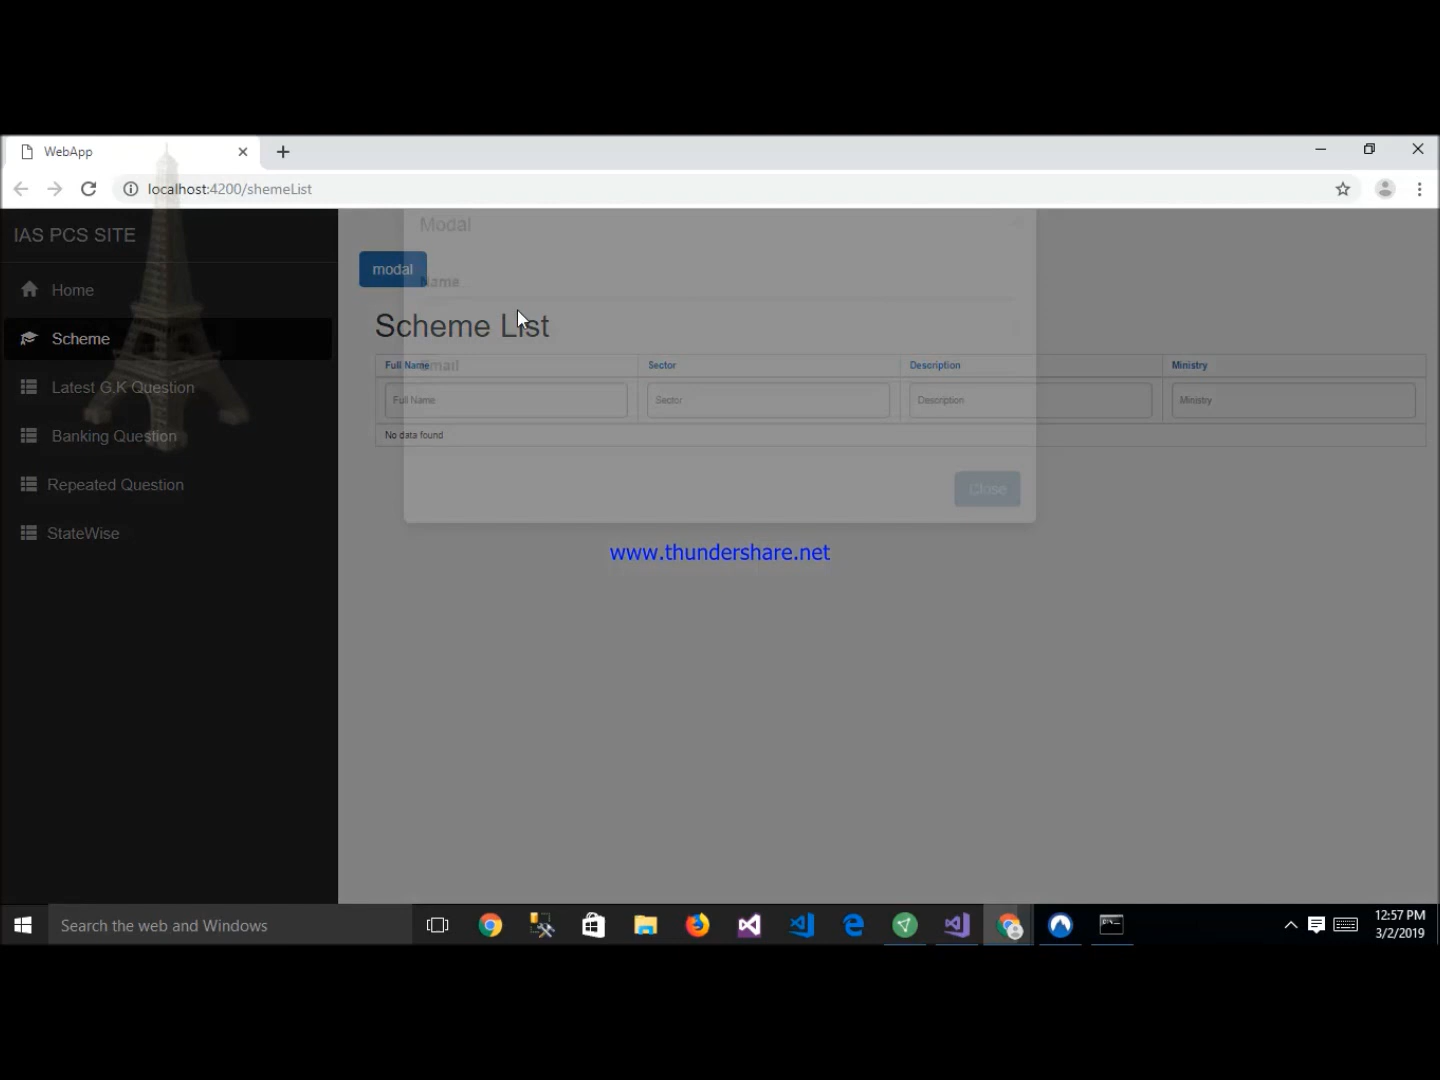 WebApp
localhost:4200/shemeList
IAS PCS SITE
Modal
modal
Name
Home
Scheme List
Scheme
Full Name
Email
Sector
Description
Ministry
Latest G.K Question
Full Name
Sector
Description
Ministry
Banking Question
No data found
Repeated Question
Close
StateWise
www.thundershare.net
Search the web and Windows
12:57 PM
3/2/2019